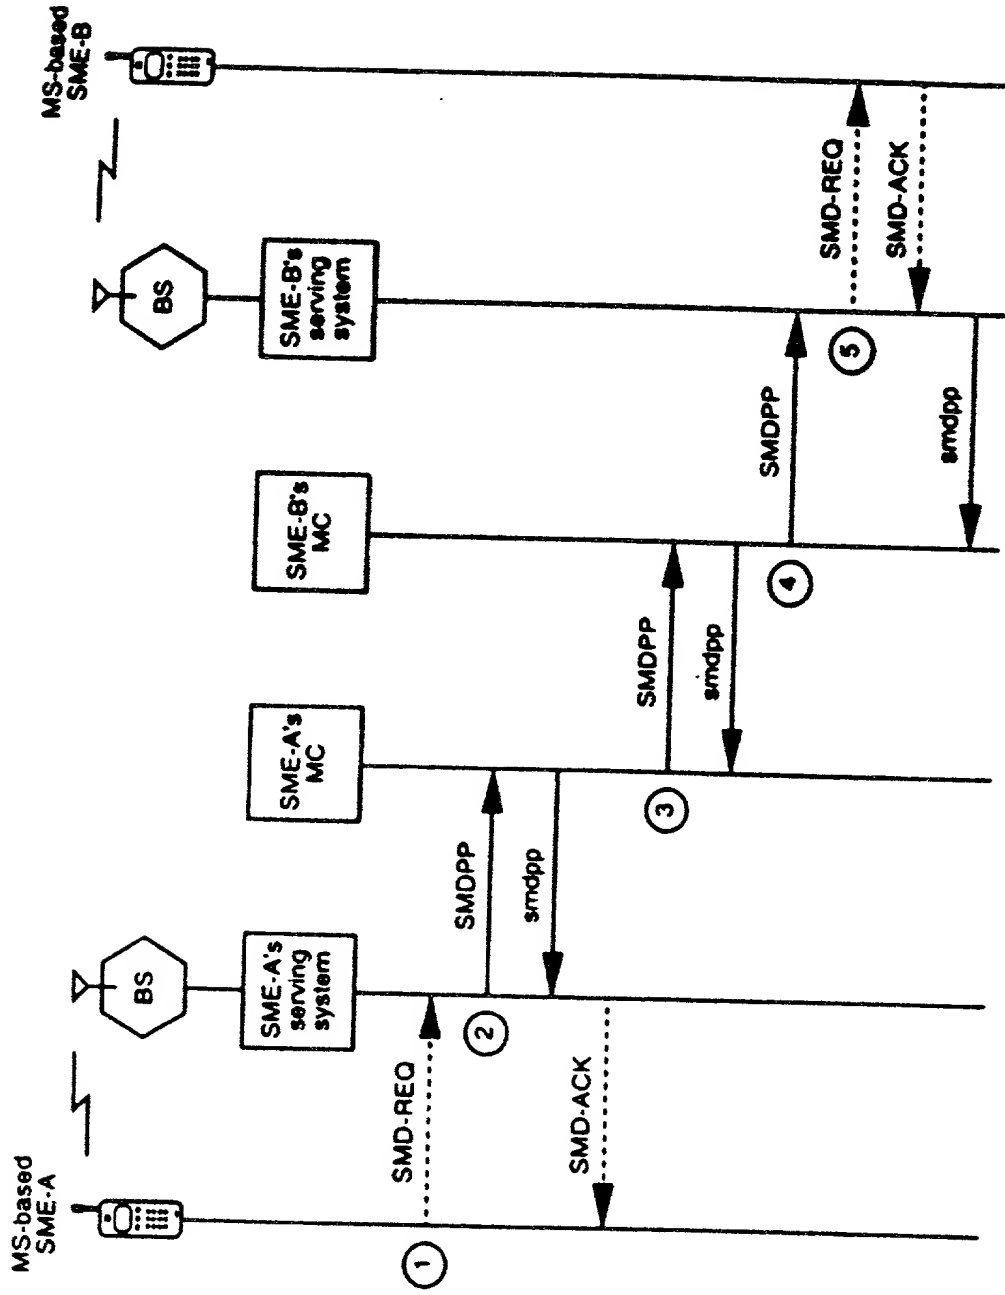 MS-based
SME-A
BS
SME-A's
serving
system
SME-A's
MC
SME-B's
MC
BS
SME-B's
serving
system
MS-based
SME-B
1
SMD-REQ
2
SMDPP
smdpp
SMD-ACK
3
SMDPP
smdpp
4
SMDPP
5
SMD-REQ
SMD-ACK
smdpp